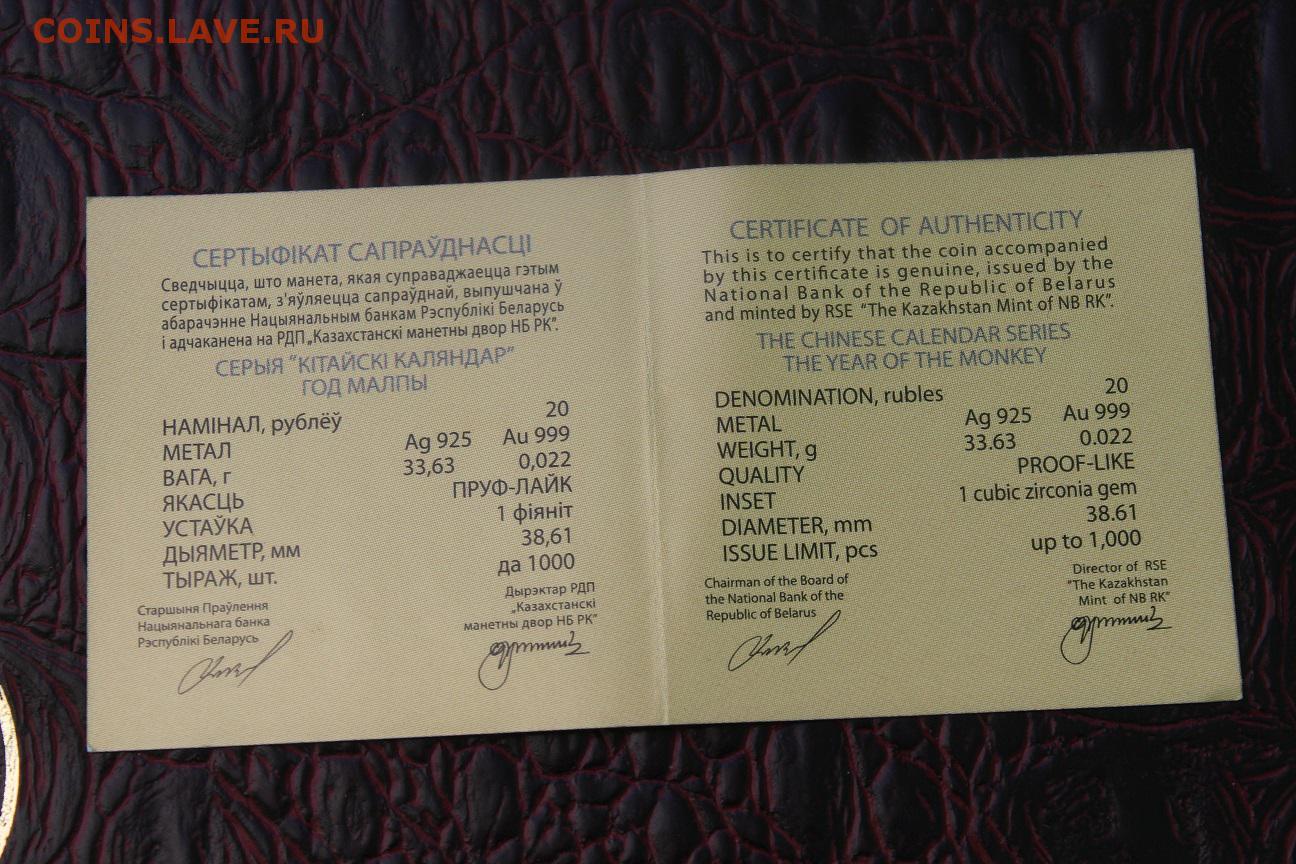 COINS.LAVE.RU
СЕРТЫФІКАТ САПРАЎДНАСЦІ
Сведчыцца, што манета, якая суправаджаецца гэтым
сертыфікатам, з'яўляецца сапраўднай, выпушчана ў
абарачэнне Нацыянальным банкам Рэспублікі Беларусь
і адчаканена на РДП „Казахстанскі манетны двор НБ РК".
СЕРЫЯ "КІТАЙСКІ КАЛЯНДАР"
ГОД МАЛПЫ
НАМІНАЛ, рублёў 20
МЕТАЛ Ag 925 Au 999
ВАГА, г 33,63 0,022
ЯКАСЦЬ ПРУФ-ЛАЙК
УСТАЎКА 1 фіяніт
ДЫЯМЕТР, мм 38,61
ТЫРАЖ, шт. да 1000
Старшыня Праўлення
Нацыянальнага банка
Рэспублікі Беларусь
Дырэктар РДП
„Казахстанскі
манетны двор НБ РК"
CERTIFICATE OF AUTHENTICITY
This is to certify that the coin accompanied
by this certificate is genuine, issued by the
National Bank of the Republic of Belarus
and minted by RSE "The Kazakhstan Mint of NB RK".
THE CHINESE CALENDAR SERIES
THE YEAR OF THE MONKEY
DENOMINATION, rubles 20
METAL Ag 925 Au 999
WEIGHT, g 33.63 0.022
QUALITY PROOF-LIKE
INSET 1 cubic zirconia gem
DIAMETER, mm 38.61
ISSUE LIMIT, pcs up to 1,000
Chairman of the Board of
the National Bank of the
Republic of Belarus
Director of RSE
"The Kazakhstan
Mint of NB RK"